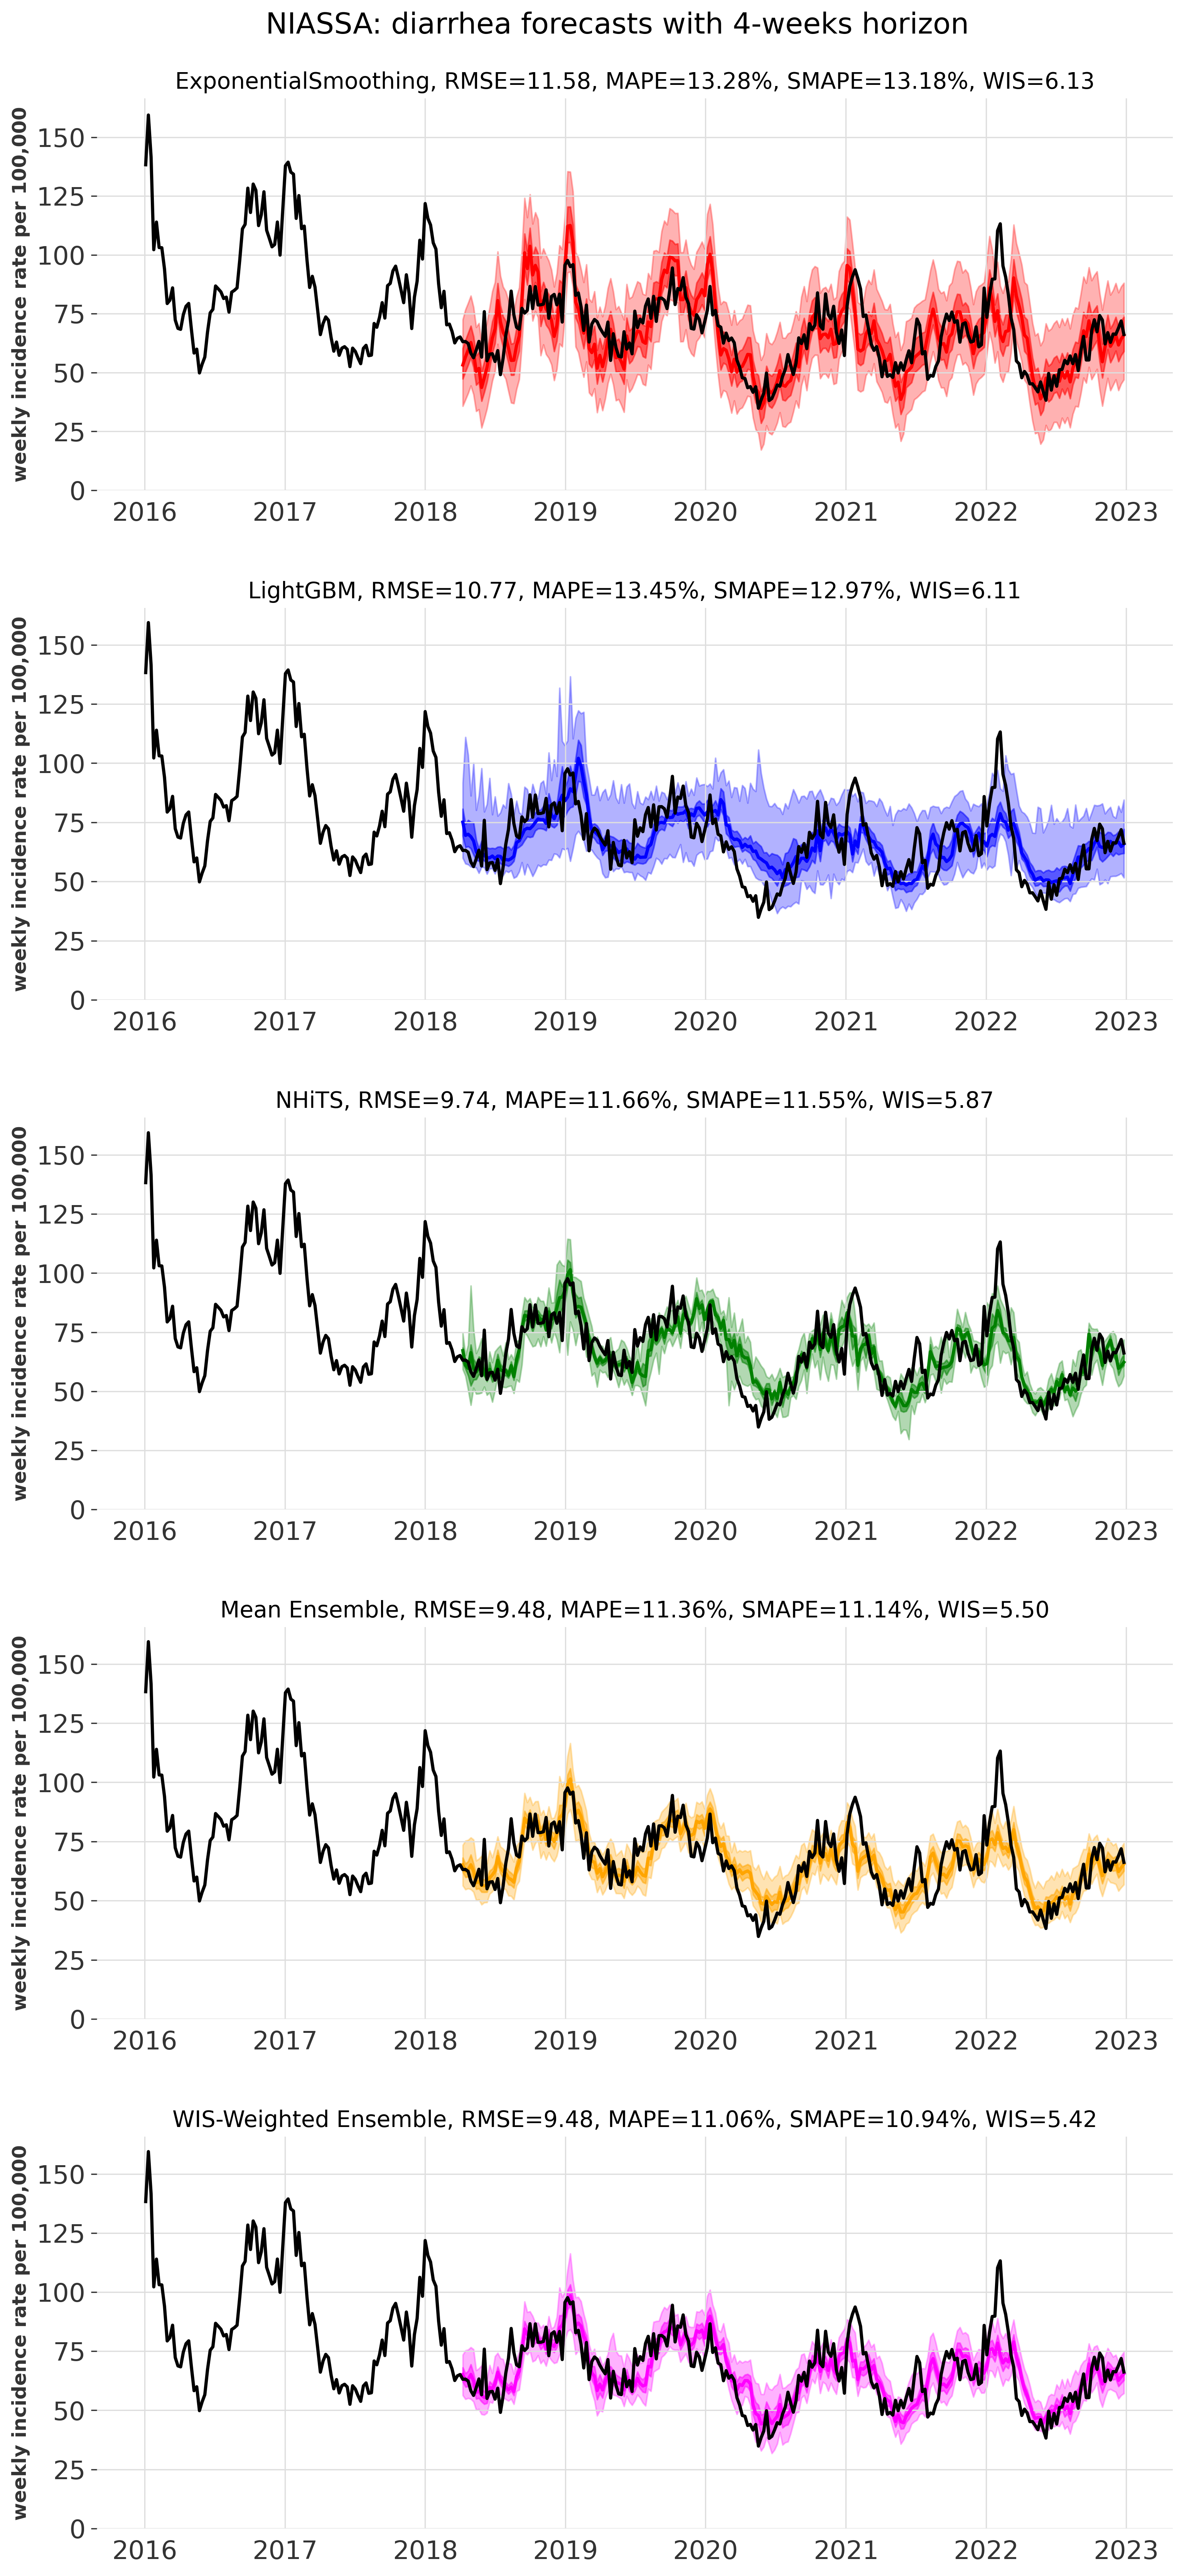 NIASSA: diarrhea forecasts with 4-weeks horizon
ExponentialSmoothing, RMSE=11.58, MAPE=13.28%, SMAPE=13.18%, WIS=6.13
weekly incidence rate per 100,000
150
125
100
75
50
25
0
2016 2017 2018 2019 2020 2021 2022 2023
LightGBM, RMSE=10.77, MAPE=13.45%, SMAPE=12.97%, WIS=6.11
weekly incidence rate per 100,000
150
125
100
75
50
25
0
2016 2017 2018 2019 2020 2021 2022 2023
NHiTS, RMSE=9.74, MAPE=11.66%, SMAPE=11.55%, WIS=5.87
weekly incidence rate per 100,000
150
125
100
75
50
25
0
2016 2017 2018 2019 2020 2021 2022 2023
Mean Ensemble, RMSE=9.48, MAPE=11.36%, SMAPE=11.14%, WIS=5.50
weekly incidence rate per 100,000
150
125
100
75
50
25
0
2016 2017 2018 2019 2020 2021 2022 2023
WIS-Weighted Ensemble, RMSE=9.48, MAPE=11.06%, SMAPE=10.94%, WIS=5.42
weekly incidence rate per 100,000
150
125
100
75
50
25
0
2016 2017 2018 2019 2020 2021 2022 2023